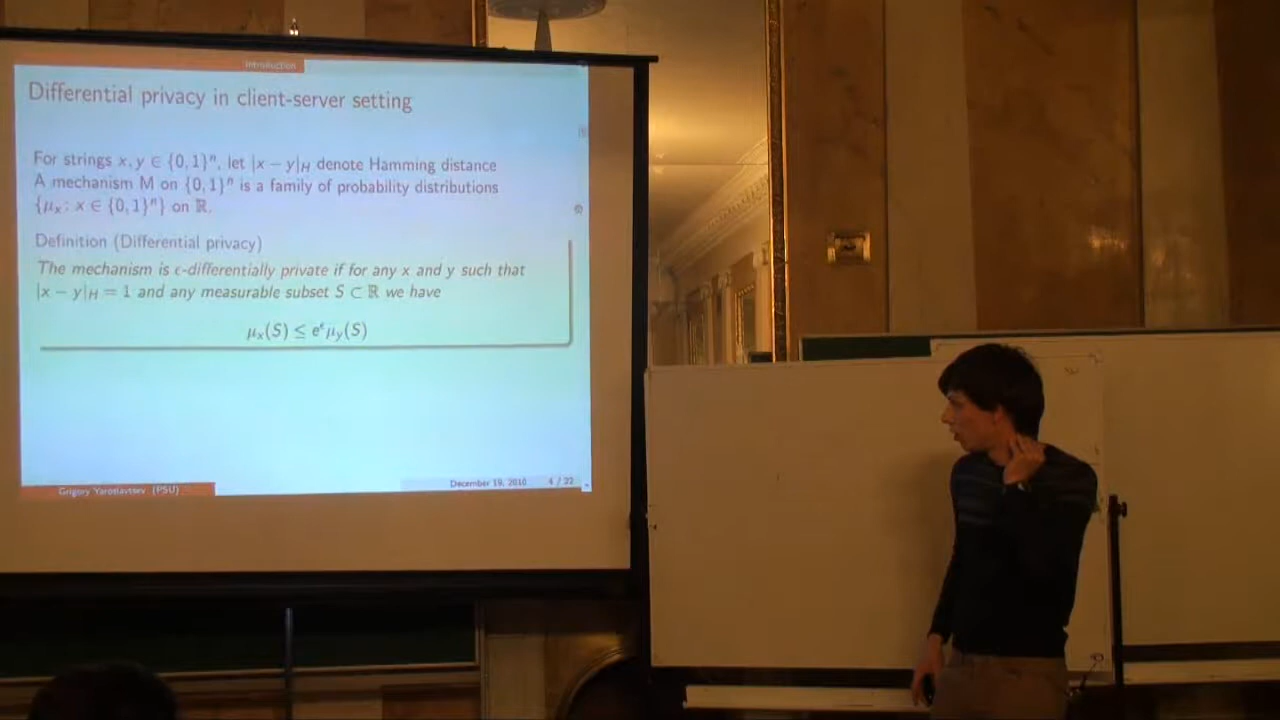 Introduction
Differential privacy in client-server setting
For strings x, y ∈ {0, 1}ⁿ, let |x − y|_H denote Hamming distance
A mechanism M on {0, 1}ⁿ is a family of probability distributions
{μₓ : x ∈ {0, 1}ⁿ} on ℝ.
Definition (Differential privacy)
The mechanism is ϵ-differentially private if for any x and y such that
|x − y|_H = 1 and any measurable subset S ⊂ ℝ we have
μₓ(S) ≤ e^ϵ μ_y(S)
Grigory Yaroslavtsev (PSU) December 19, 2010 4 / 22